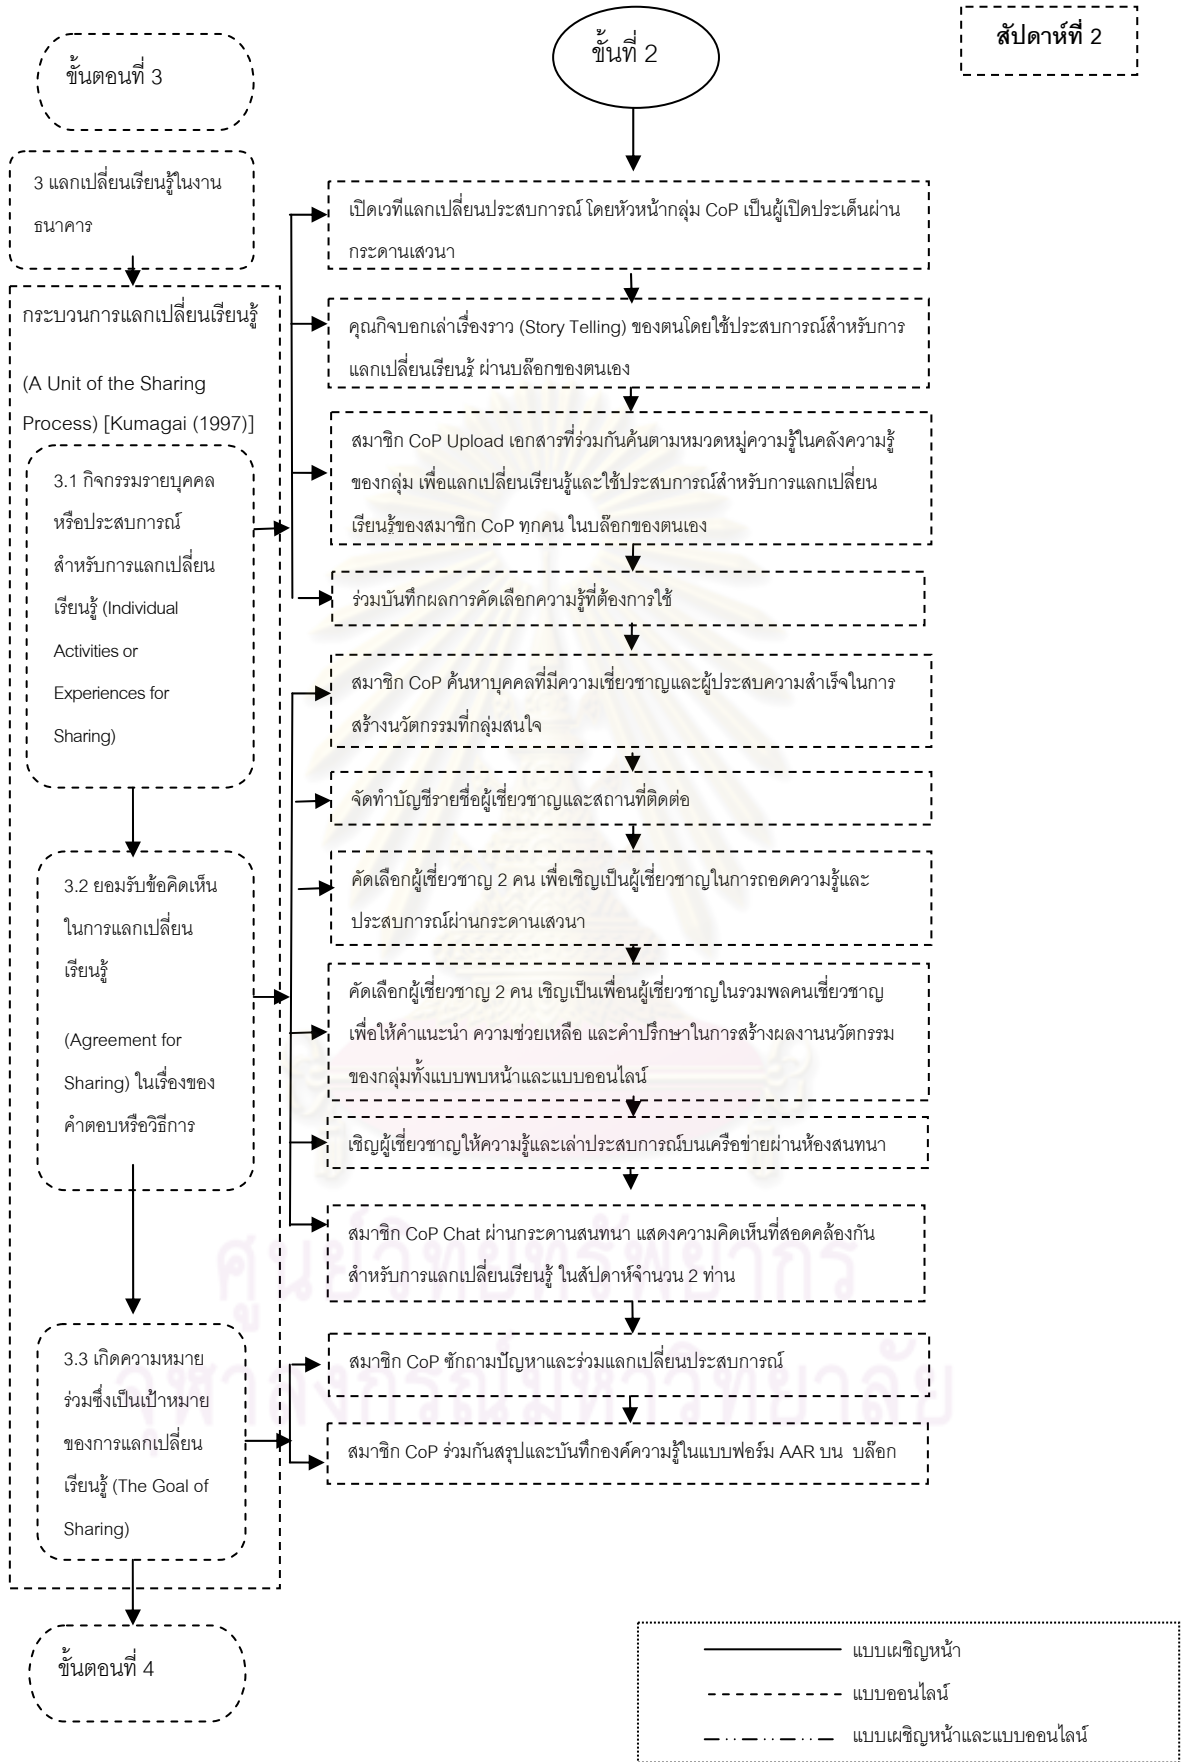 สัปดาห์ที่ 2
ขั้นตอนที่ 3
ขั้นที่ 2
3 แลกเปลี่ยนเรียนรู้ในงาน
ธนาคาร
กระบวนการแลกเปลี่ยนเรียนรู้
(A Unit of the Sharing
Process) [Kumagai (1997)]
3.1 กิจกรรมรายบุคคล
หรือประสบการณ์
สำหรับการแลกเปลี่ยน
เรียนรู้ (Individual
Activities or
Experiences for
Sharing)
3.2 ยอมรับข้อคิดเห็น
ในการแลกเปลี่ยน
เรียนรู้
(Agreement for
Sharing) ในเรื่องของ
คำตอบหรือวิธีการ
3.3 เกิดความหมาย
ร่วมซึ่งเป็นเป้าหมาย
ของการแลกเปลี่ยน
เรียนรู้ (The Goal of
Sharing)
ขั้นตอนที่ 4
เปิดเวทีแลกเปลี่ยนประสบการณ์ โดยหัวหน้ากลุ่ม CoP เป็นผู้เปิดประเด็นผ่าน
กระดานเสวนา
คุณกิจบอกเล่าเรื่องราว (Story Telling) ของตนโดยใช้ประสบการณ์สำหรับการ
แลกเปลี่ยนเรียนรู้ ผ่านบล๊อกของตนเอง
สมาชิก CoP Upload เอกสารที่ร่วมกันค้นตามหมวดหมู่ความรู้ในคลังความรู้
ของกลุ่ม เพื่อแลกเปลี่ยนเรียนรู้และใช้ประสบการณ์สำหรับการแลกเปลี่ยน
เรียนรู้ของสมาชิก CoP ทุกคน ในบล๊อกของตนเอง
ร่วมบันทึกผลการคัดเลือกความรู้ที่ต้องการใช้
สมาชิก CoP ค้นหาบุคคลที่มีความเชี่ยวชาญและผู้ประสบความสำเร็จในการ
สร้างนวัตกรรมที่กลุ่มสนใจ
จัดทำบัญชีรายชื่อผู้เชี่ยวชาญและสถานที่ติดต่อ
คัดเลือกผู้เชี่ยวชาญ 2 คน เพื่อเชิญเป็นผู้เชี่ยวชาญในการถอดความรู้และ
ประสบการณ์ผ่านกระดานเสวนา
คัดเลือกผู้เชี่ยวชาญ 2 คน เชิญเป็นเพื่อนผู้เชี่ยวชาญในรวมพลคนเชี่ยวชาญ
เพื่อให้คำแนะนำ ความช่วยเหลือ และคำปรึกษาในการสร้างผลงานนวัตกรรม
ของกลุ่มทั้งแบบพบหน้าและแบบออนไลน์
เชิญผู้เชี่ยวชาญให้ความรู้และเล่าประสบการณ์บนเครือข่ายผ่านห้องสนทนา
สมาชิก CoP Chat ผ่านกระดานสนทนา แสดงความคิดเห็นที่สอดคล้องกัน
สำหรับการแลกเปลี่ยนเรียนรู้ ในสัปดาห์จำนวน 2 ท่าน
สมาชิก CoP ซักถามปัญหาและร่วมแลกเปลี่ยนประสบการณ์
สมาชิก CoP ร่วมกันสรุปและบันทึกองค์ความรู้ในแบบฟอร์ม AAR บน บล๊อก
ศูนย์วิทยทรัพยากร
จุฬาลงกรณ์มหาวิทยาลัย
แบบเผชิญหน้า
แบบออนไลน์
แบบเผชิญหน้าและแบบออนไลน์